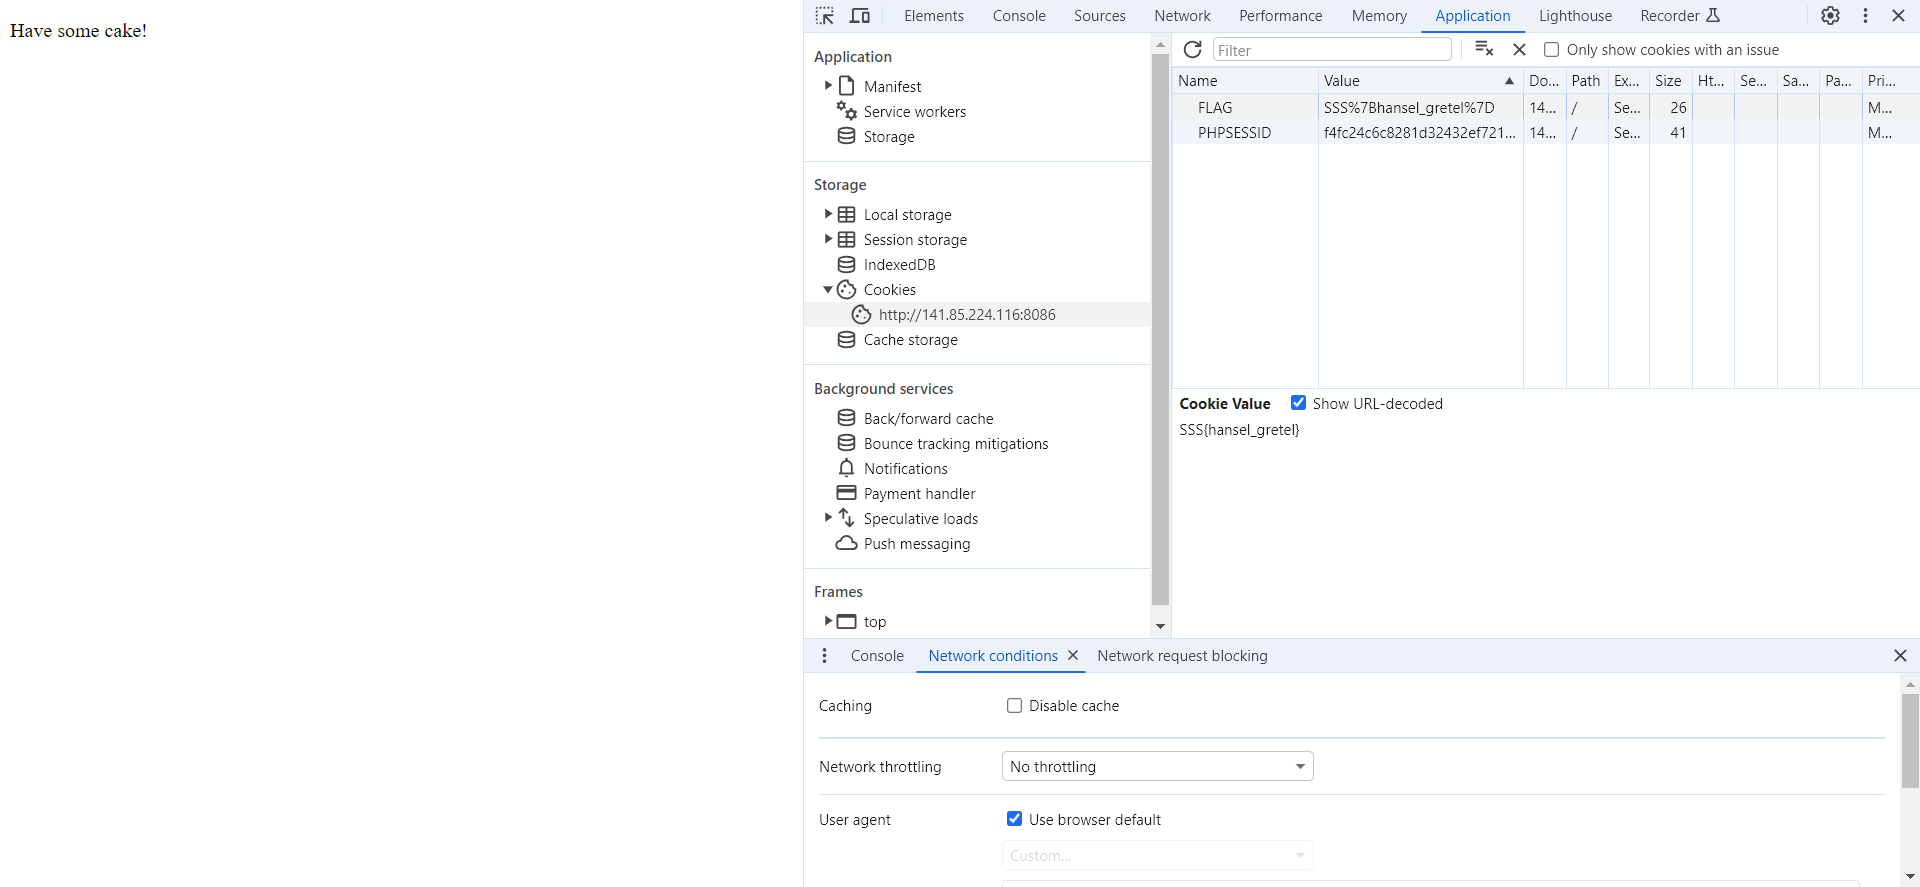 Have some cake!
Elements Console Sources Network Performance Memory Application Lighthouse Recorder
Application
Manifest
Service workers
Storage
Storage
Local storage
Session storage
IndexedDB
Cookies
http://141.85.224.116:8086
Cache storage
Background services
Back/forward cache
Bounce tracking mitigations
Notifications
Payment handler
Speculative loads
Push messaging
Frames
top
Filter Only show cookies with an issue
Name Value Do... Path Ex... Size Ht... Se... Sa... Pa... Pri...
FLAG SSS%7Bhansel_gretel%7D 14... / Se... 26 M...
PHPSESSID f4fc24c6c8281d32432ef721... 14... / Se... 41 M...
Cookie Value Show URL-decoded
SSS{hansel_gretel}
Console Network conditions Network request blocking
Caching Disable cache
Network throttling No throttling
User agent Use browser default
Custom...